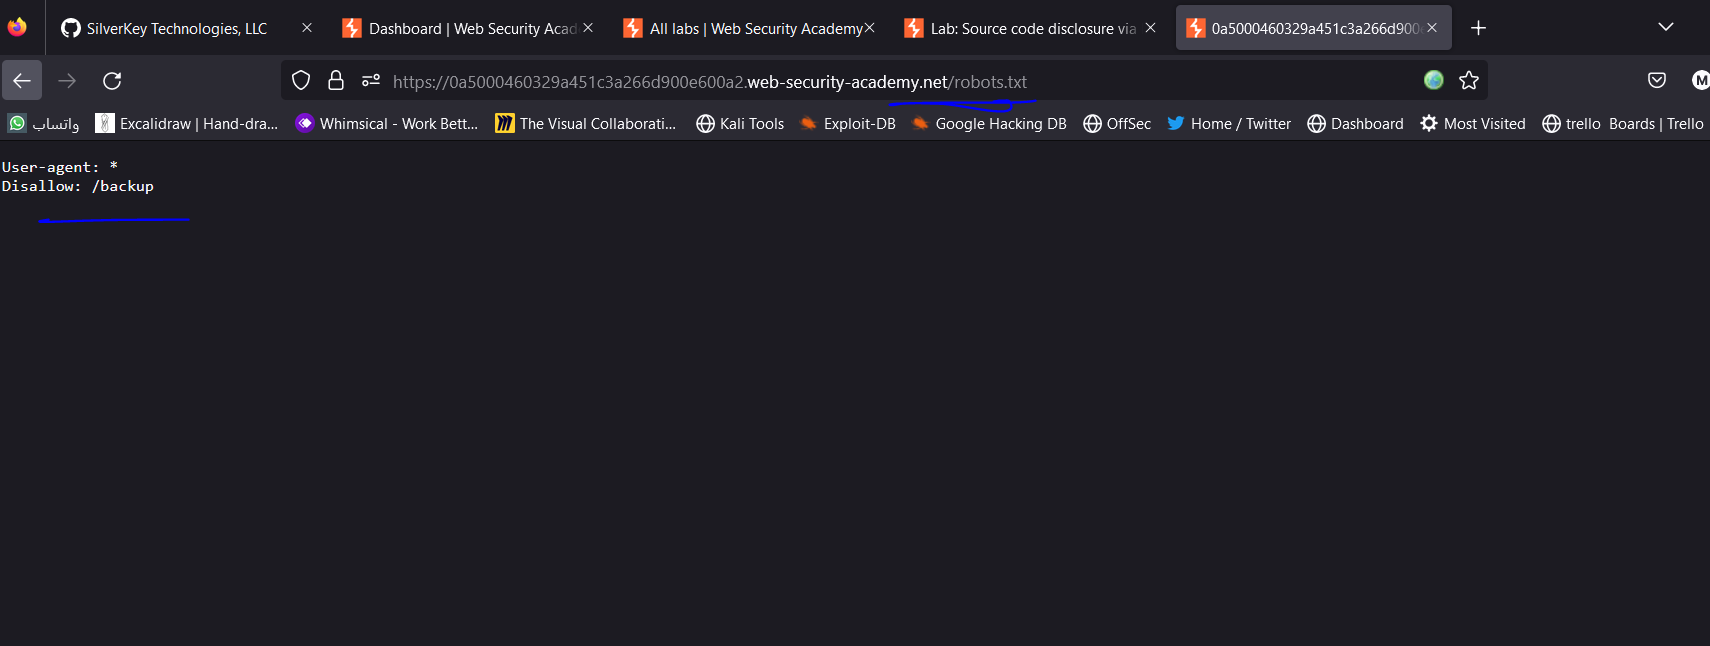 SilverKey Technologies, LLC
Dashboard | Web Security Acad
All labs | Web Security Academy
Lab: Source code disclosure via
0a5000460329a451c3a266d900e
https://0a5000460329a451c3a266d900e600a2.web-security-academy.net/robots.txt
M
واتساب
Excalidraw | Hand-dra...
Whimsical - Work Bett...
The Visual Collaborati...
Kali Tools
Exploit-DB
Google Hacking DB
OffSec
Home / Twitter
Dashboard
Most Visited
trello
Boards | Trello
User-agent: *
Disallow: /backup